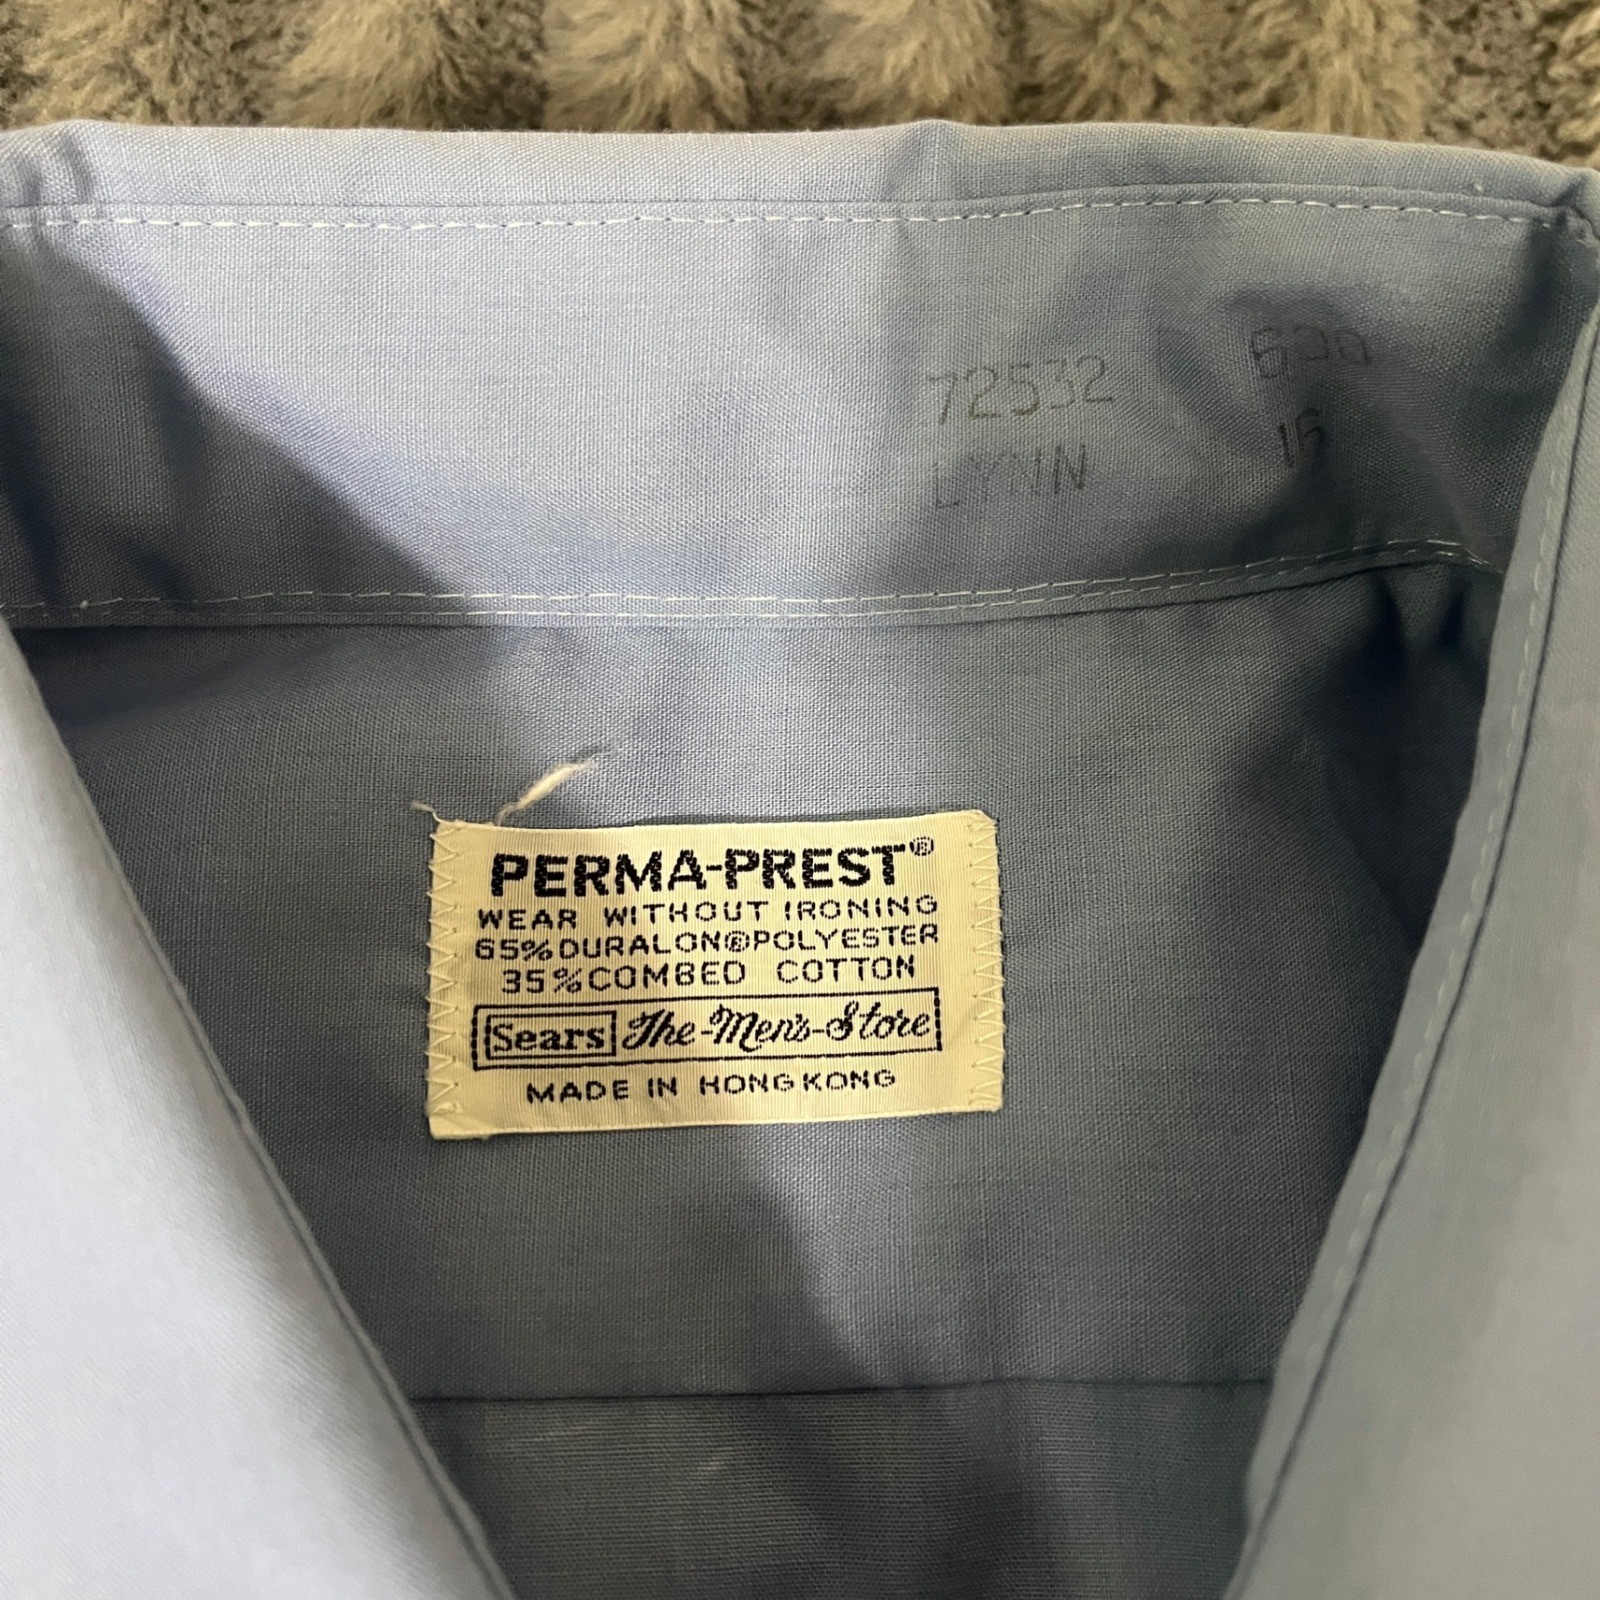 72532
LYNN
16
PERMA-PREST®
WEAR WITHOUT IRONING
65% DURALON® POLYESTER
35% COMBED COTTON
Sears The-Men's-Store
MADE IN HONG KONG